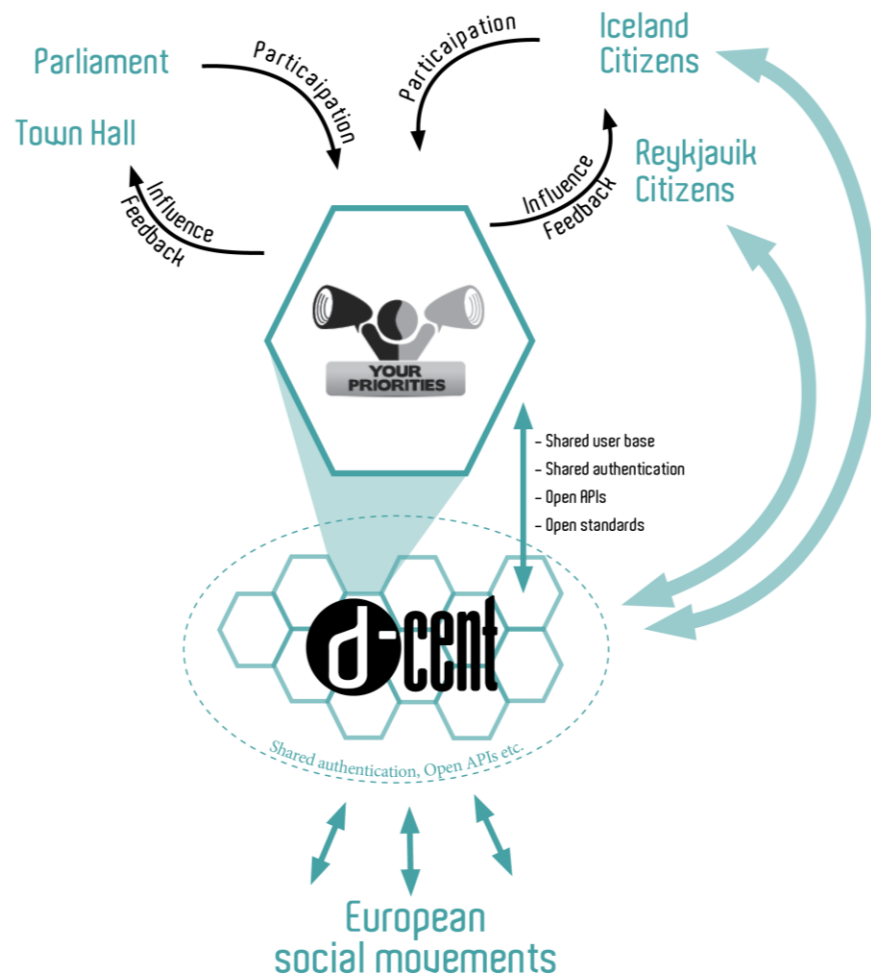 Parliament
Town Hall
Particaipation
Influence
Feedback
Particaipation
Iceland
Citizens
Reykjavik
Citizens
Influence
Feedback
YOUR
PRIORITIES
- Shared user base
- Shared authentication
- Open APIs
- Open standards
d-cent
Shared authentication, Open APIs etc.
European
social movements